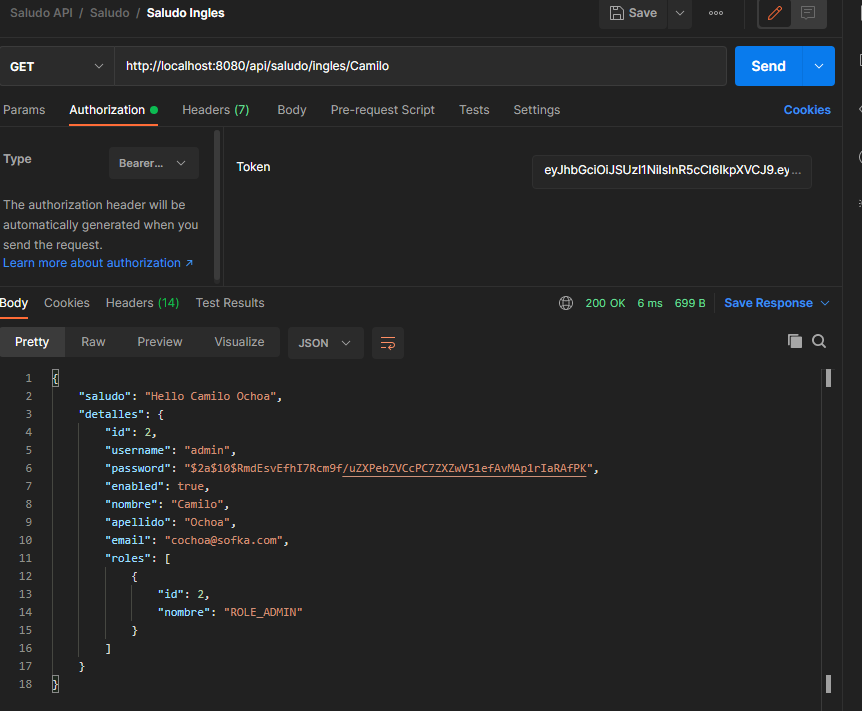 Saludo API / Saludo / Saludo Ingles
Save
GET
http://localhost:8080/api/saludo/ingles/Camilo
Send
Params Authorization Headers (7) Body Pre-request Script Tests Settings Cookies
Type
Bearer...
Token
eyJhbGciOiJSUzI1NiIsInR5cCI6IkpXVCJ9.ey...
The authorization header will be
automatically generated when you
send the request.
Learn more about authorization ↗
Body Cookies Headers (14) Test Results
200 OK 6 ms 699 B Save Response
Pretty Raw Preview Visualize JSON
1 {
2 "saludo": "Hello Camilo Ochoa",
3 "detalles": {
4 "id": 2,
5 "username": "admin",
6 "password": "$2a$10$RmdEsvEfhI7Rcm9f/uZXPebZVCcPC7ZXZwV51efAvMAp1rIaRAfPK",
7 "enabled": true,
8 "nombre": "Camilo",
9 "apellido": "Ochoa",
10 "email": "cochoa@sofka.com",
11 "roles": [
12 {
13 "id": 2,
14 "nombre": "ROLE_ADMIN"
15 }
16 ]
17 }
18 }